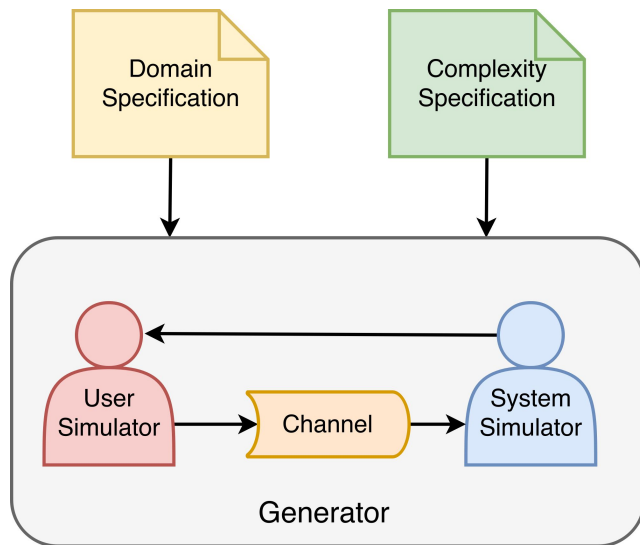 Domain
Specification
Complexity
Specification
User
Simulator
Channel
System
Simulator
Generator